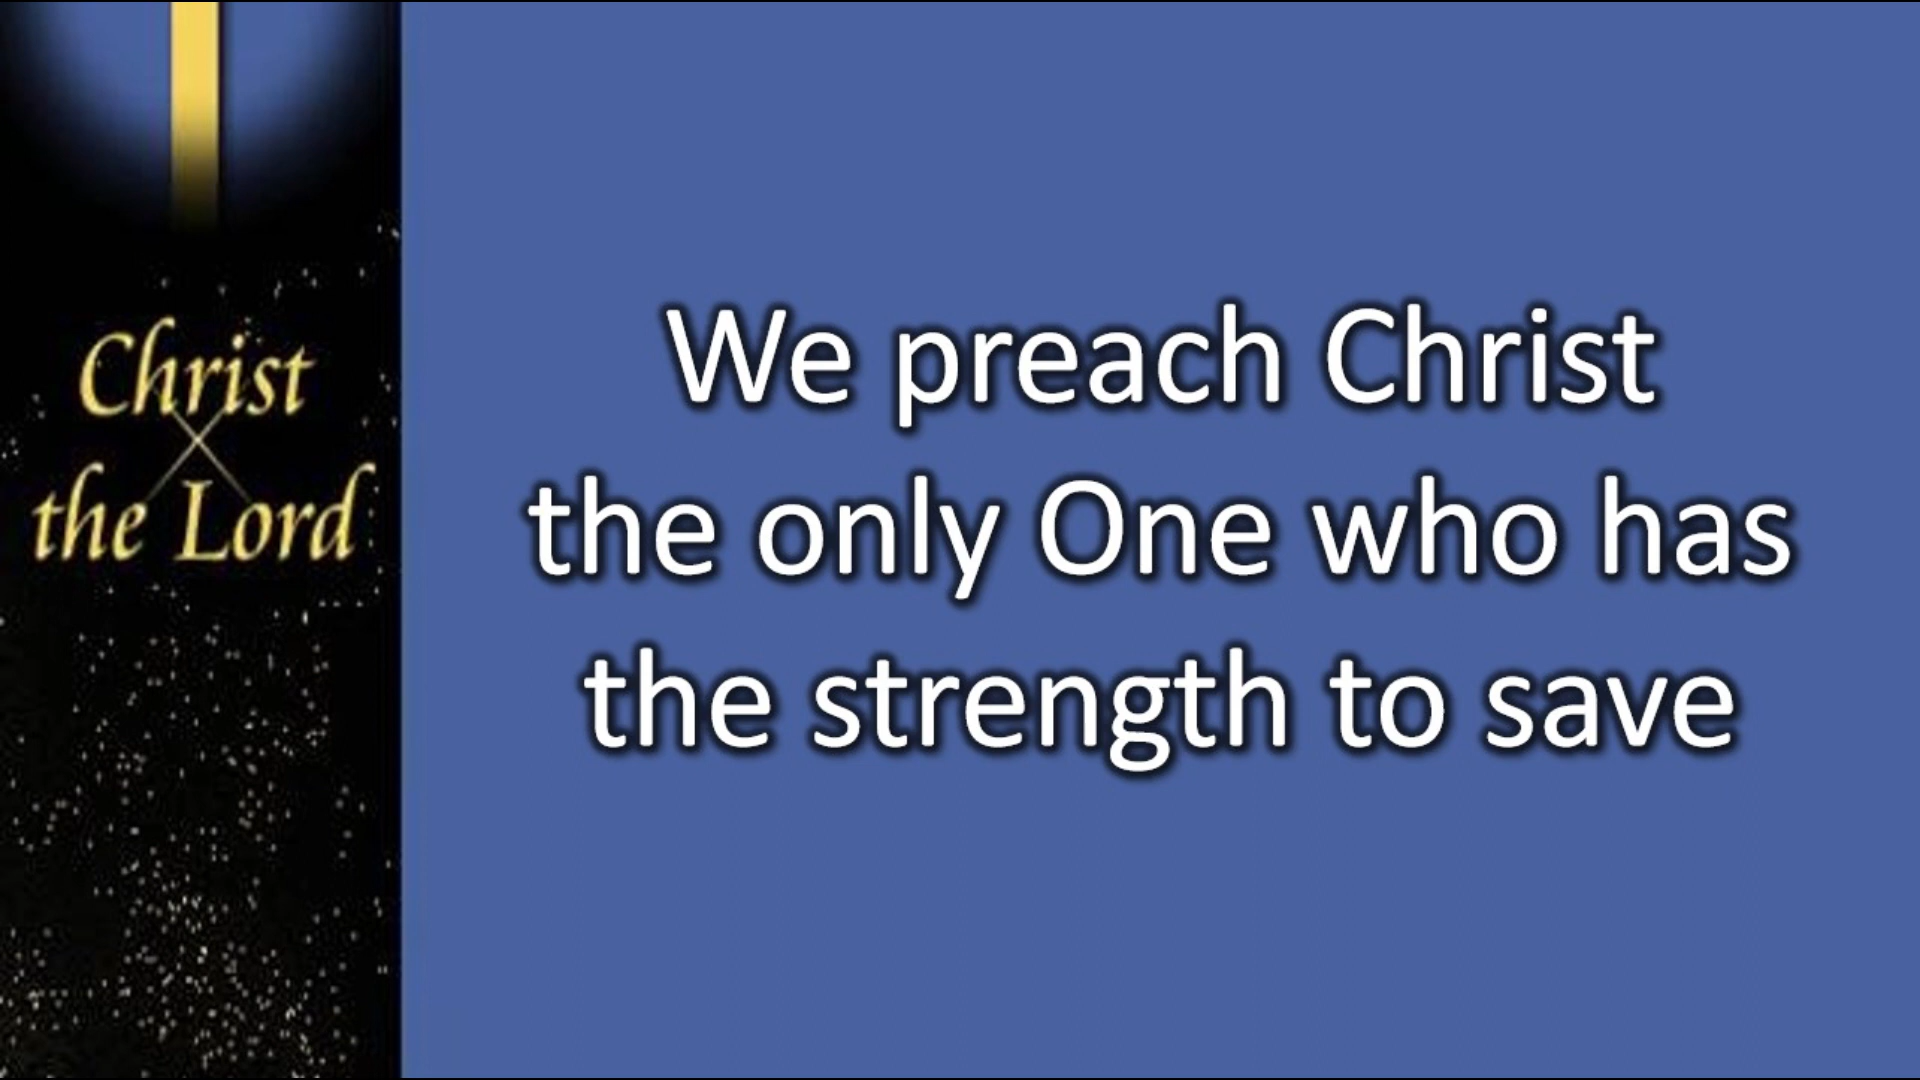 Christ
the Lord
We preach Christ
the only One who has
the strength to save